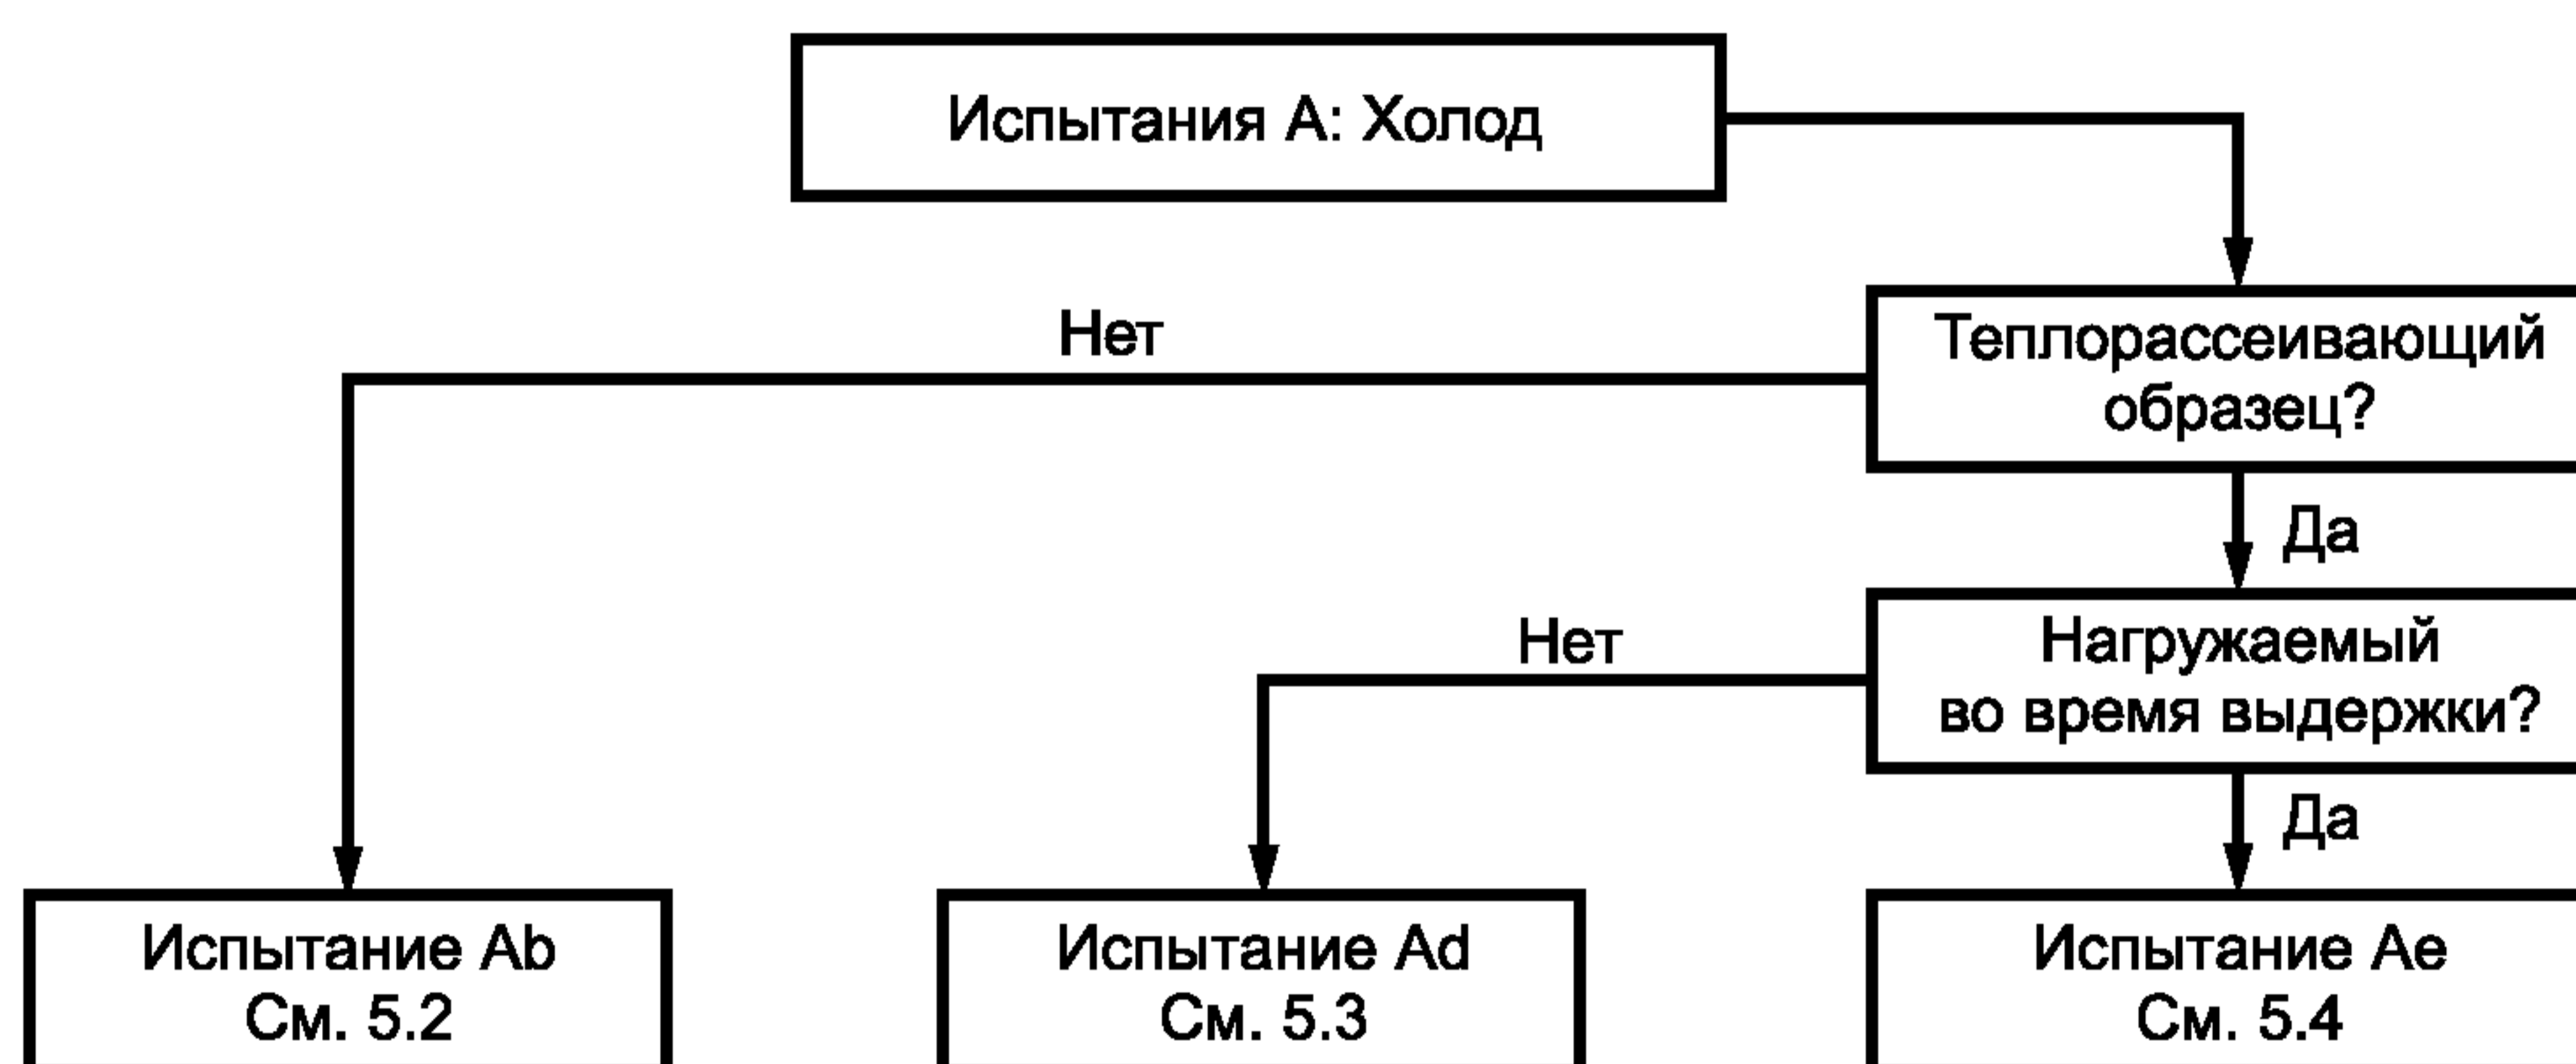 Испытания А: Холод
Нет
Теплорассеивающий
образец?
Да
Нет
Нагружаемый
во время выдержки?
Да
Испытание Ab
См. 5.2
Испытание Ad
См. 5.3
Испытание Ae
См. 5.4